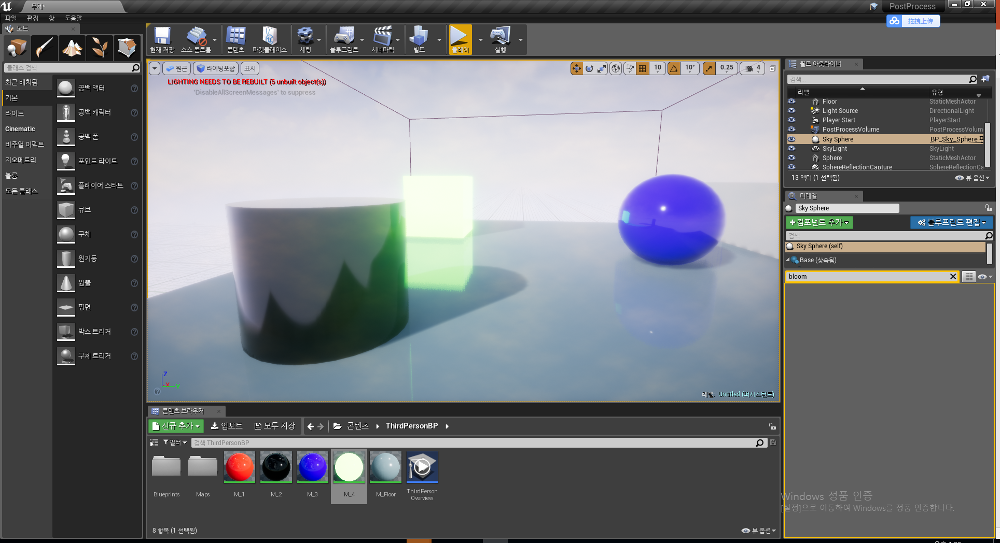 무제*
PostProcess
파일 편집 창 도움말
拖拽上传
모드
현재 저장
소스 콘트롤
콘텐츠
마켓플레이스
세팅
블루프린트
시네마틱
빌드
플레이
실행
클래스 검색
최근 배치됨
기본
라이트
Cinematic
비주얼 이펙트
지오메트리
볼륨
모든 클래스
공백 액터
공백 캐릭터
공백 폰
포인트 라이트
플레이어 스타트
큐브
구체
원기둥
원뿔
평면
박스 트리거
구체 트리거
원근
라이팅포함
표시
10
10°
0.25
4
LIGHTING NEEDS TO BE REBUILT (5 unbuilt object(s))
'DisableAllScreenMessages' to suppress
Z
X
Y
레벨: Untitled (퍼시스턴트)
월드 아웃라이너
검색...
라벨 유형
Floor StaticMeshActor
Light Source DirectionalLight
Player Start PlayerStart
PostProcessVolume PostProcessVolum
Sky Sphere BP_Sky_Sphere 편
SkyLight SkyLight
Sphere StaticMeshActor
SphereReflectionCapture SphereReflectionCa
13 액터 (1 선택됨)
뷰 옵션
디테일
Sky Sphere
+컴포넌트 추가
블루프린트 편집
검색
Sky Sphere (self)
Base (상속됨)
bloom
콘텐츠 브라우저
신규 추가
임포트
모두 저장
콘텐츠
ThirdPersonBP
필터
검색 ThirdPersonBP
Blueprints
Maps
M_1
M_2
M_3
M_4
M_Floor
ThirdPerson
Overview
8 항목 (1 선택됨)
뷰 옵션
Windows 정품 인증
[설정]으로 이동하여 Windows를 정품 인증합니다.